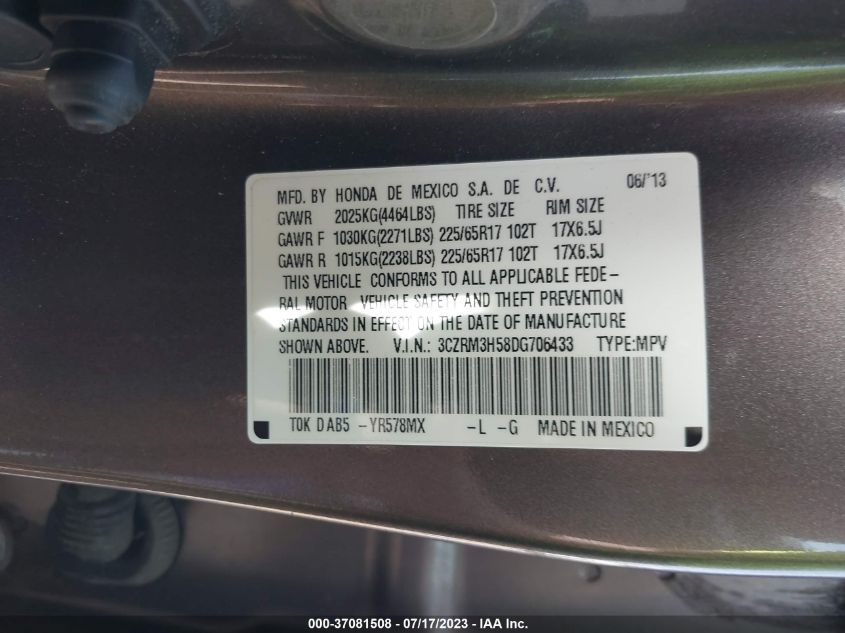 MFD. BY HONDA DE MEXICO S.A. DE C.V. 06/'13
GVWR 2025KG(4464LBS) TIRE SIZE RIM SIZE
GAWR F 1030KG(2271LBS) 225/65R17 102T 17X6.5J
GAWR R 1015KG(2238LBS) 225/65R17 102T 17X6.5J
THIS VEHICLE CONFORMS TO ALL APPLICABLE FEDE-
RAL MOTOR VEHICLE SAFETY AND THEFT PREVENTION
STANDARDS IN EFFECT ON THE DATE OF MANUFACTURE
SHOWN ABOVE. V.I.N.: 3CZRM3H58DG706433 TYPE:MPV
T0K D AB5 -YR578MX -L -G MADE IN MEXICO
000-37081508 - 07/17/2023 - IAA Inc.